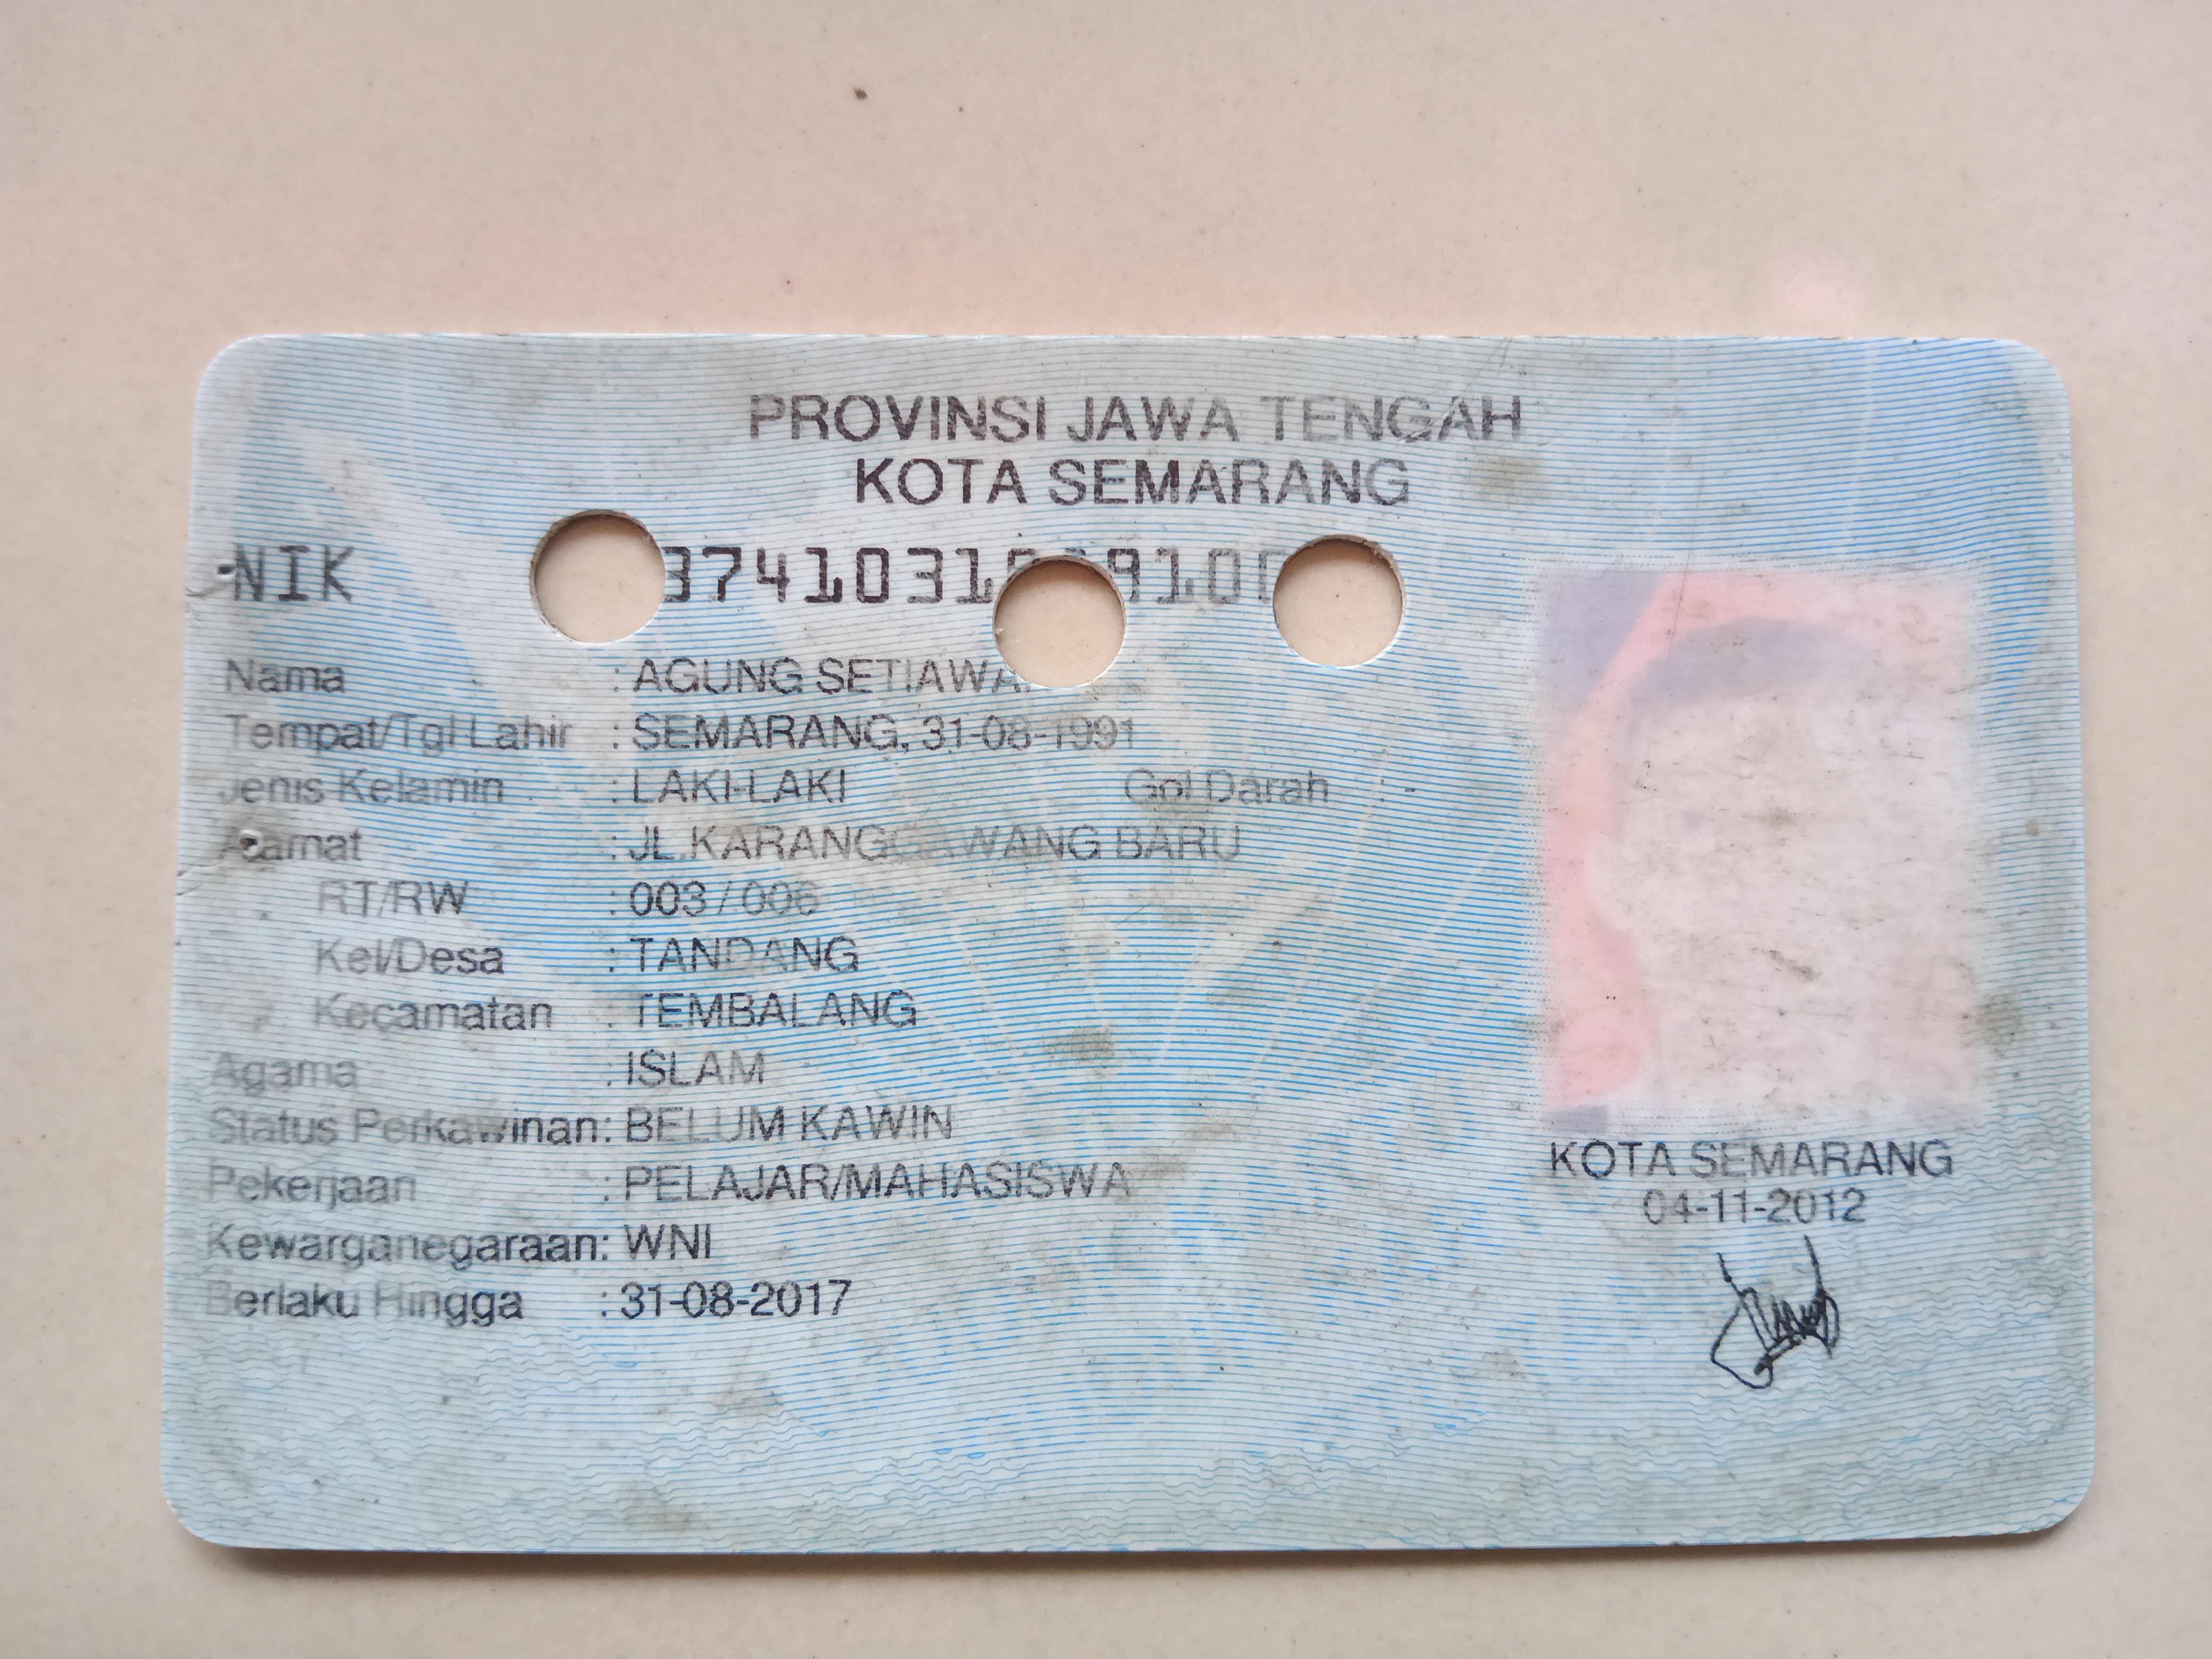 PROVINSI JAWA TENGAH
KOTA SEMARANG
NIK
Nama : AGUNG
Tempat/Tgl Lahir : SEMARANG, 31-08-1991
Jenis Kelamin : LAKI-LAKI Gol Darah : -
Alamat : JL. BARU
RT/RW : 003 / 006
Kel/Desa : TANDANG
Kecamatan : TEMBALANG
Agama : ISLAM
Status Perkawinan: BELUM KAWIN
Pekerjaan : PELAJAR/MAHASISWA
Kewarganegaraan: WNI
Berlaku Hingga : 31-08-2017
KOTA SEMARANG
04-11-2012